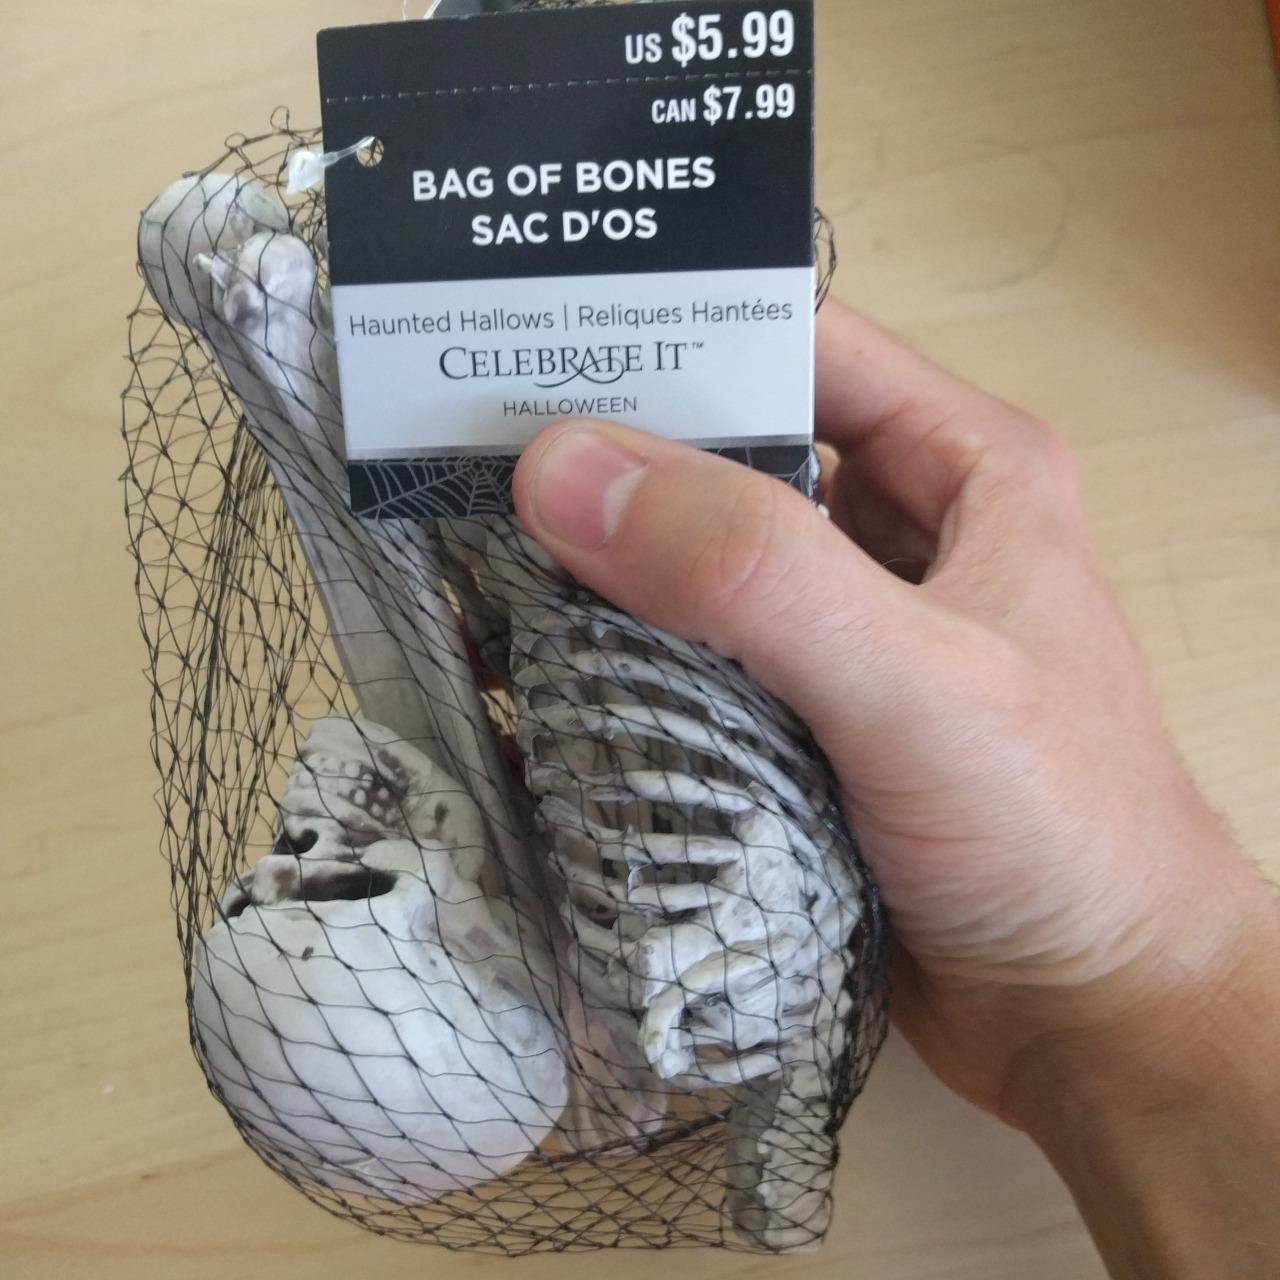 US $5.99
CAN $7.99
BAG OF BONES
SAC D'OS
Haunted Hallows | Reliques Hantées
CELEBRATE IT™
HALLOWEEN